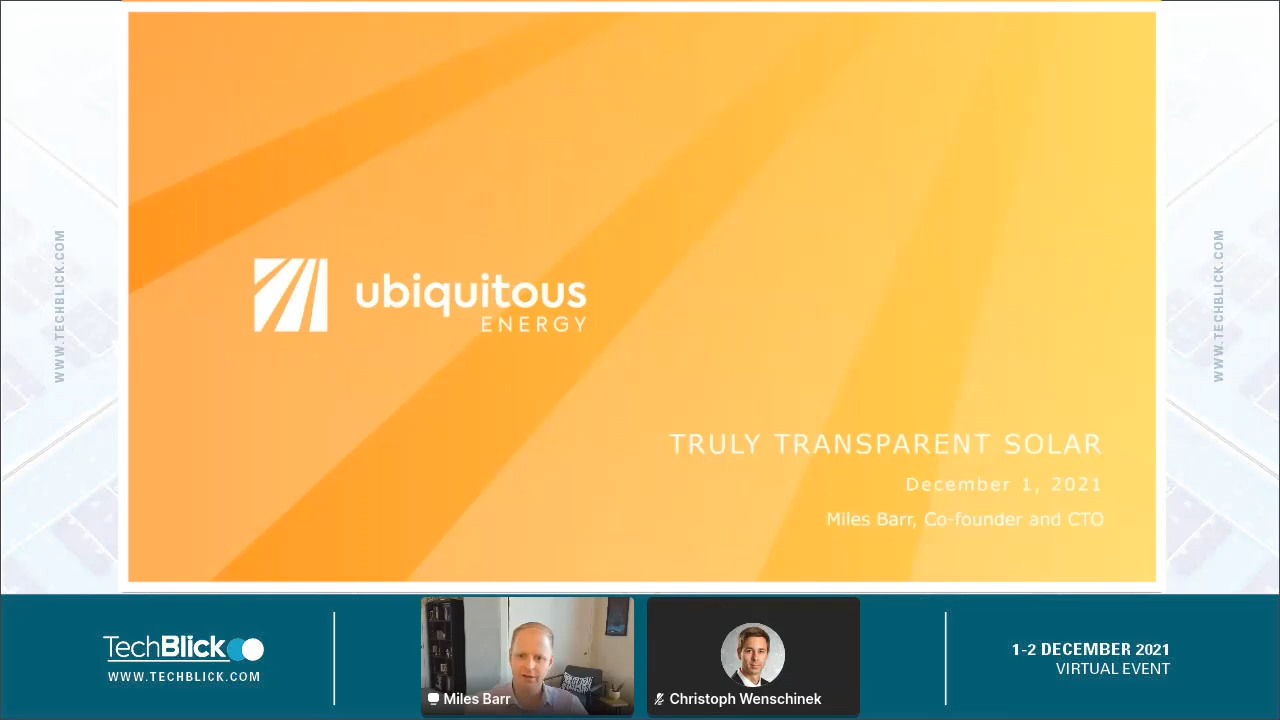 ubiquitous
ENERGY
TRULY TRANSPARENT SOLAR
December 1, 2021
Miles Barr, Co-founder and CTO
WWW.TECHBLICK.COM
WWW.TECHBLICK.COM
TechBlick
WWW.TECHBLICK.COM
Miles Barr
Christoph Wenschinek
1-2 DECEMBER 2021
VIRTUAL EVENT